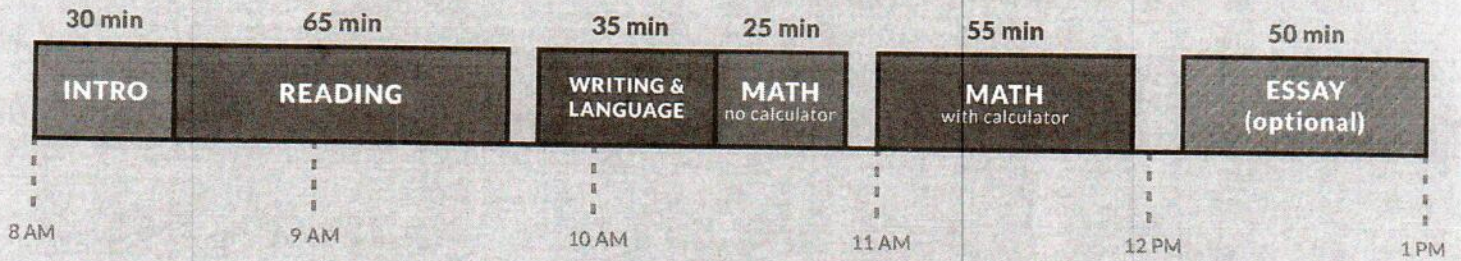 30 min
65 min
35 min
25 min
55 min
50 min
INTRO
READING
WRITING &
LANGUAGE
MATH
no calculator
MATH
with calculator
ESSAY
(optional)
8 AM
9 AM
10 AM
11 AM
12 PM
1 PM